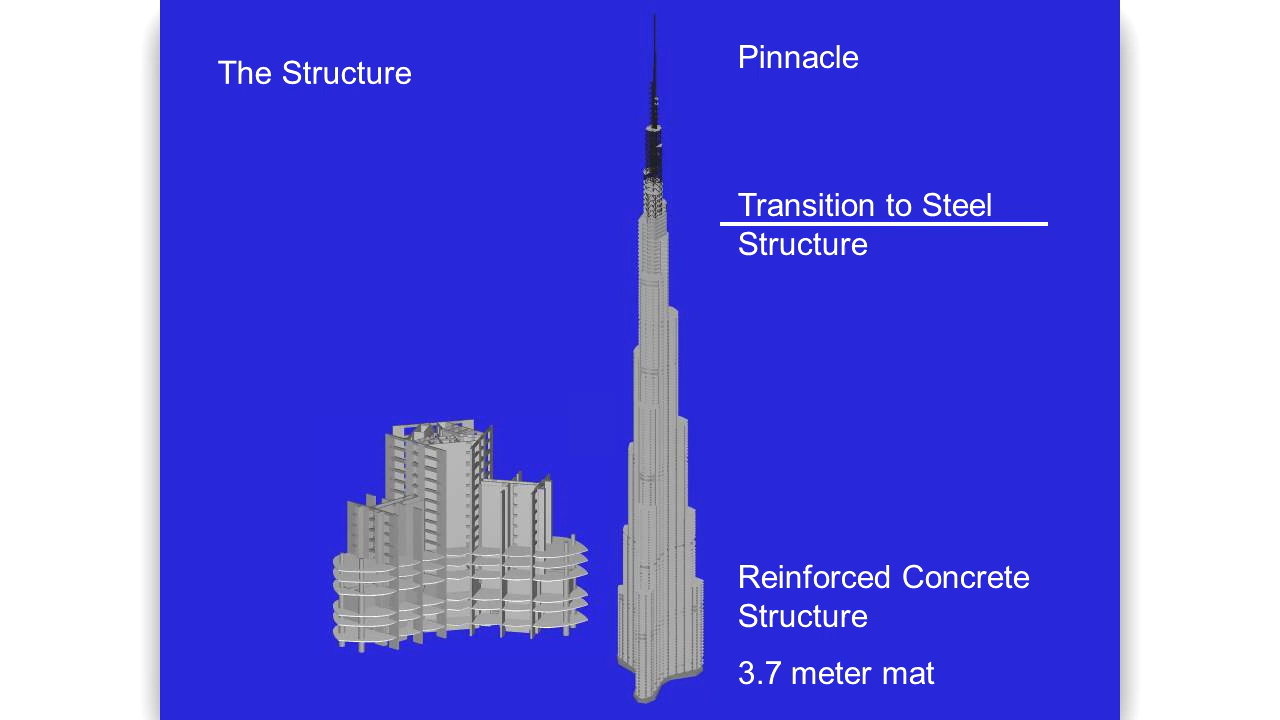 The Structure
Pinnacle
Transition to Steel
Structure
Reinforced Concrete
Structure
3.7 meter mat